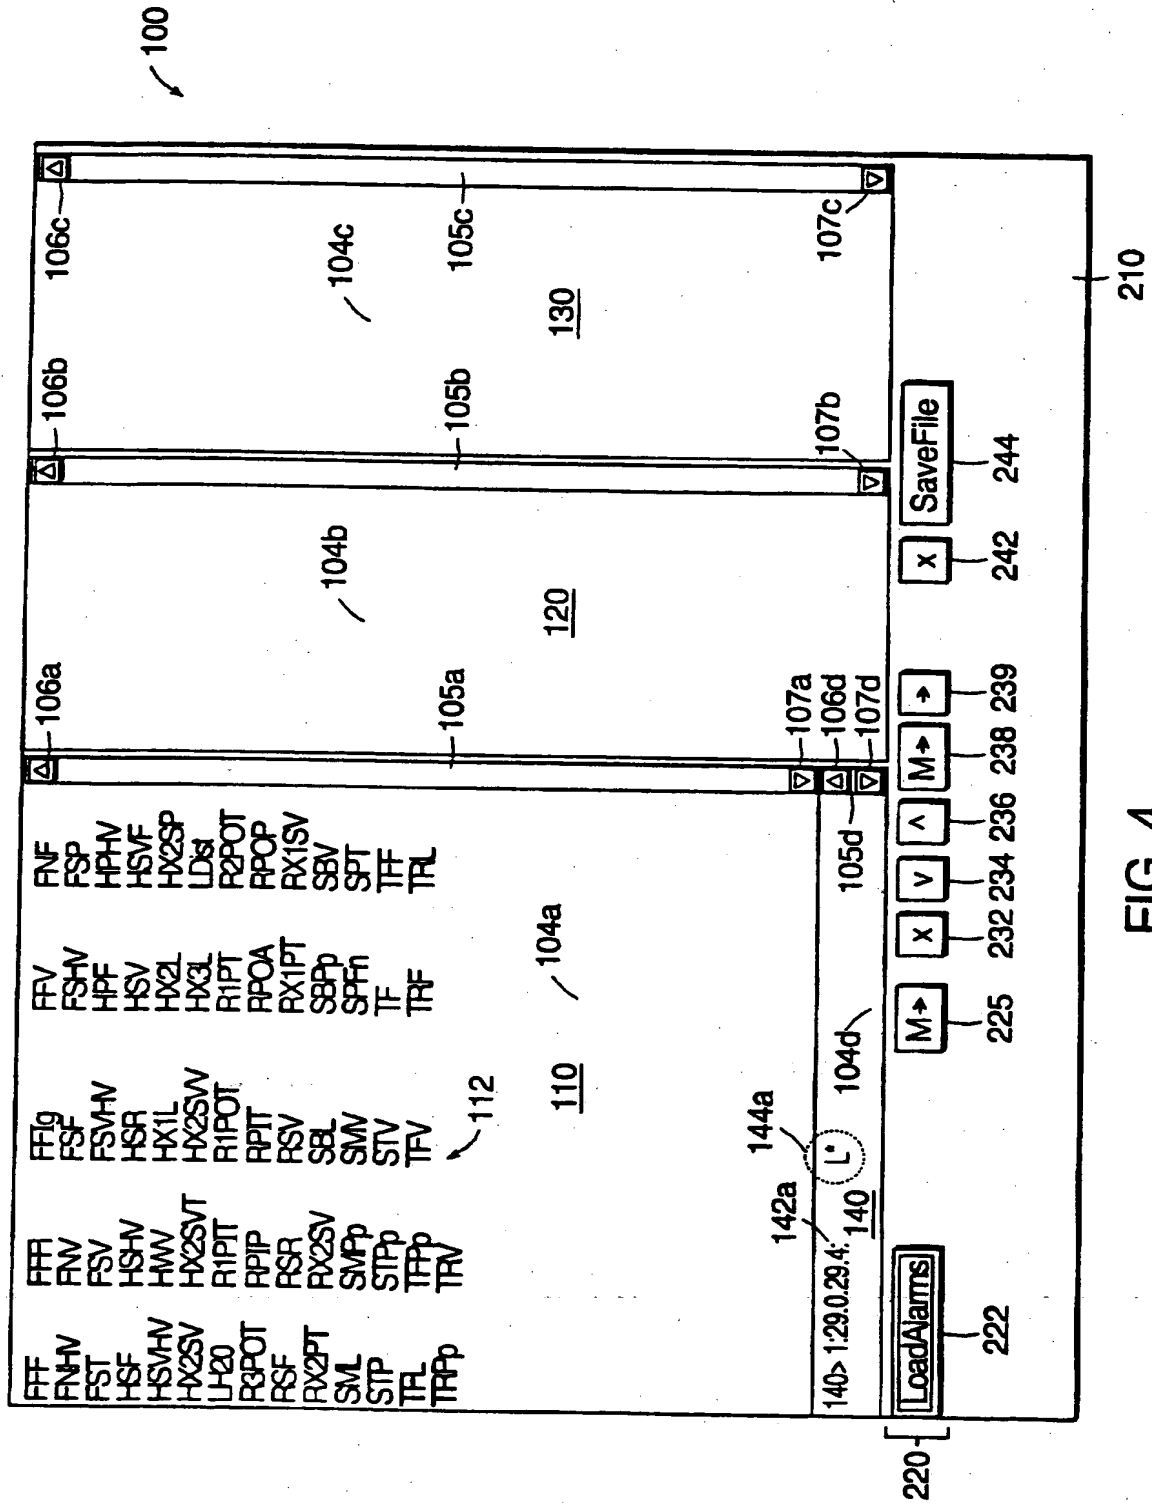 100
106a
106b
106c
FFF FFR FFlg FFV FNF
FNHV FNV FSF FSHV FSP
FST FSV FSVHV HPF HPHV
HSF HSHV HSR HSV HSVF
HSVHV HWV HX1L HX2L HX2SP
HX2SV HX2SVT HX2SVV HX3L LDist
LH20 R1PIT R1POT R1PT R2POT
R3POT RPIP RPIT RPOA RPOP
RSF RSR RSV RX1PT RX1SV
RX2PT RX2SV SBL SBPp SBV
SML SMPp SMV SPFn SPT
STP STPp STV TF TFF
TFL TFPp TFV TRF TRL
TRPp TRV
112
104a
104b
104c
105a
105b
105c
110
120
130
107a
106d
107d
107b
107c
142a
144a
104d
105d
140> 1:29.0.29.4: L*
140
LoadAlarms M→ X V ^ M→ → X SaveFile
220
222
225
232
234
236
238
239
242
244
210
FIG. 4